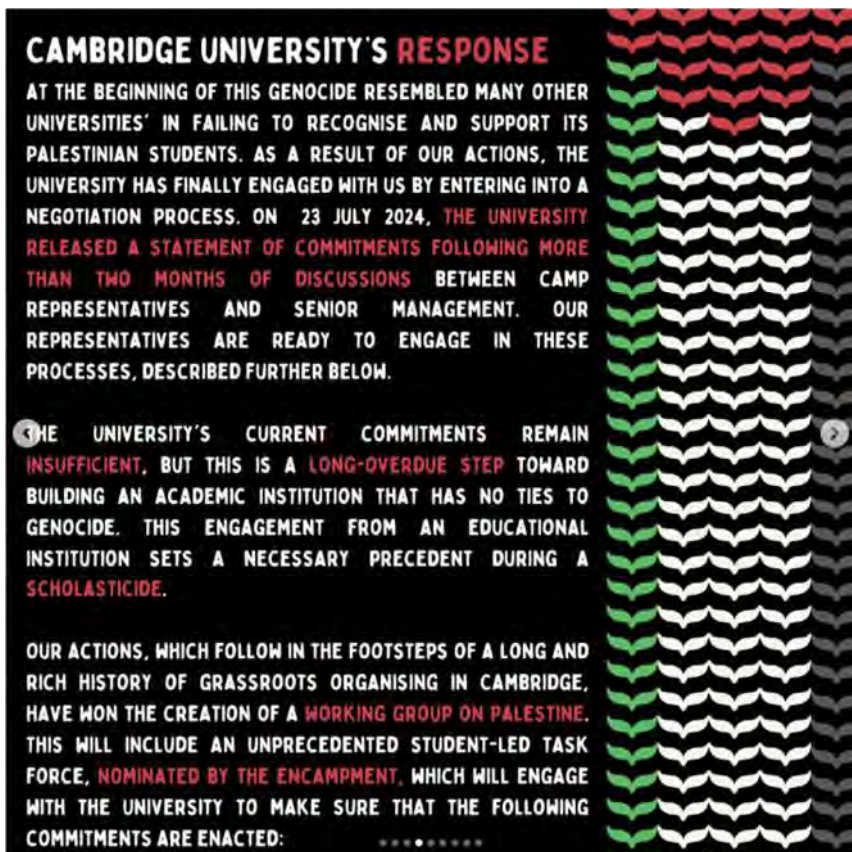 CAMBRIDGE UNIVERSITY'S RESPONSE
AT THE BEGINNING OF THIS GENOCIDE RESEMBLED MANY OTHER
UNIVERSITIES' IN FAILING TO RECOGNISE AND SUPPORT ITS
PALESTINIAN STUDENTS. AS A RESULT OF OUR ACTIONS, THE
UNIVERSITY HAS FINALLY ENGAGED WITH US BY ENTERING INTO A
NEGOTIATION PROCESS. ON 23 JULY 2024, THE UNIVERSITY
RELEASED A STATEMENT OF COMMITMENTS FOLLOWING MORE
THAN TWO MONTHS OF DISCUSSIONS BETWEEN CAMP
REPRESENTATIVES AND SENIOR MANAGEMENT. OUR
REPRESENTATIVES ARE READY TO ENGAGE IN THESE
PROCESSES, DESCRIBED FURTHER BELOW.
THE UNIVERSITY'S CURRENT COMMITMENTS REMAIN
INSUFFICIENT, BUT THIS IS A LONG-OVERDUE STEP TOWARD
BUILDING AN ACADEMIC INSTITUTION THAT HAS NO TIES TO
GENOCIDE. THIS ENGAGEMENT FROM AN EDUCATIONAL
INSTITUTION SETS A NECESSARY PRECEDENT DURING A
SCHOLASTICIDE.
OUR ACTIONS, WHICH FOLLOW IN THE FOOTSTEPS OF A LONG AND
RICH HISTORY OF GRASSROOTS ORGANISING IN CAMBRIDGE,
HAVE WON THE CREATION OF A WORKING GROUP ON PALESTINE.
THIS WILL INCLUDE AN UNPRECEDENTED STUDENT-LED TASK
FORCE, NOMINATED BY THE ENCAMPMENT, WHICH WILL ENGAGE
WITH THE UNIVERSITY TO MAKE SURE THAT THE FOLLOWING
COMMITMENTS ARE ENACTED: